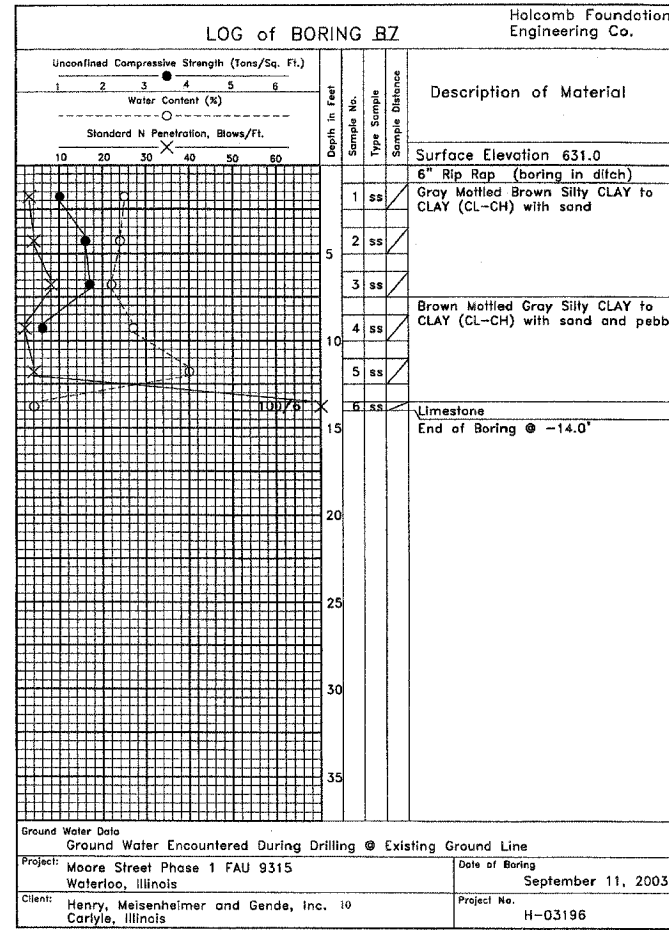 Holcomb Foundation
LOG of BORING B7 Engineering Co.
Unconfined Compressive Strength (Tons/Sq. Ft.)
1 2 3 4 5 6
Water Content (%)
Standard N Penetration, Blows/Ft.
10 20 30 40 50 60
Depth in Feet
Sample No.
Type Sample
Sample Distance
Description of Material
Surface Elevation 631.0
6" Rip Rap (boring in ditch)
1 ss Gray Mottled Brown Silty CLAY to
CLAY (CL-CH) with sand
2 ss
5
3 ss
Brown Mottled Gray Silty CLAY to
4 ss CLAY (CL-CH) with sand and pebb
10
5 ss
100/6" 6 ss Limestone
15 End of Boring @ -14.0'
20
25
30
35
Ground Water Data
Ground Water Encountered During Drilling @ Existing Ground Line
Project: Moore Street Phase 1 FAU 9315
Waterloo, Illinois
Date of Boring
September 11, 2003
Client: Henry, Meisenheimer and Gende, Inc. 10
Carlyle, Illinois
Project No.
H-03196